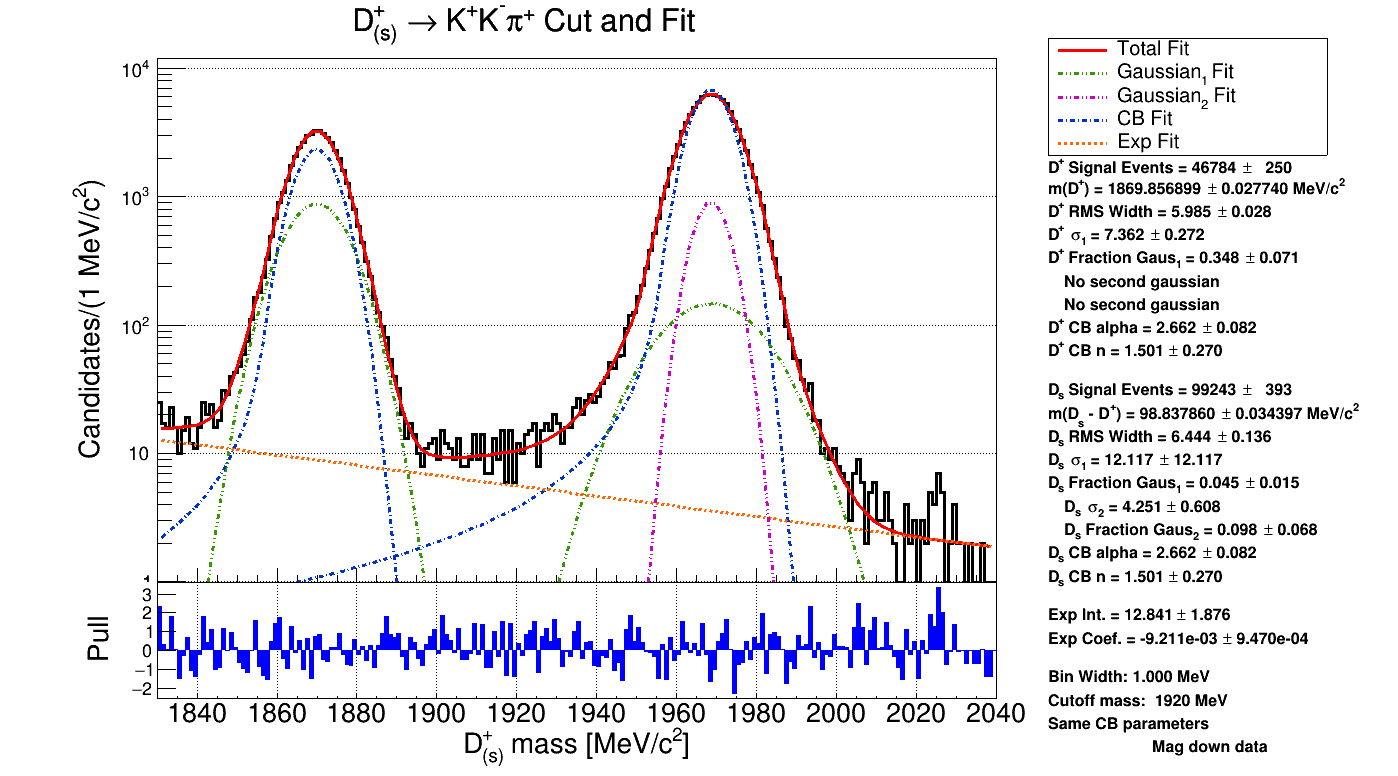 D⁺₍ₛ₎ → K⁺K⁻π⁺ Cut and Fit
Candidates/(1 MeV/c²)
10⁴
10³
10²
10
1
Pull
3
2
1
0
−1
−2
1840 1860 1880 1900 1920 1940 1960 1980 2000 2020 2040
D⁺₍ₛ₎ mass [MeV/c²]
Total Fit
Gaussian₁ Fit
Gaussian₂ Fit
CB Fit
Exp Fit
D⁺ Signal Events = 46784 ± 250
m(D⁺) = 1869.856899 ± 0.027740 MeV/c²
D⁺ RMS Width = 5.985 ± 0.028
D⁺ σ₁ = 7.362 ± 0.272
D⁺ Fraction Gaus₁ = 0.348 ± 0.071
No second gaussian
No second gaussian
D⁺ CB alpha = 2.662 ± 0.082
D⁺ CB n = 1.501 ± 0.270
Dₛ Signal Events = 99243 ± 393
m(Dₛ - D⁺) = 98.837860 ± 0.034397 MeV/c²
Dₛ RMS Width = 6.444 ± 0.136
Dₛ σ₁ = 12.117 ± 12.117
Dₛ Fraction Gaus₁ = 0.045 ± 0.015
Dₛ σ₂ = 4.251 ± 0.608
Dₛ Fraction Gaus₂ = 0.098 ± 0.068
Dₛ CB alpha = 2.662 ± 0.082
Dₛ CB n = 1.501 ± 0.270
Exp Int. = 12.841 ± 1.876
Exp Coef. = -9.211e-03 ± 9.470e-04
Bin Width: 1.000 MeV
Cutoff mass: 1920 MeV
Same CB parameters
Mag down data